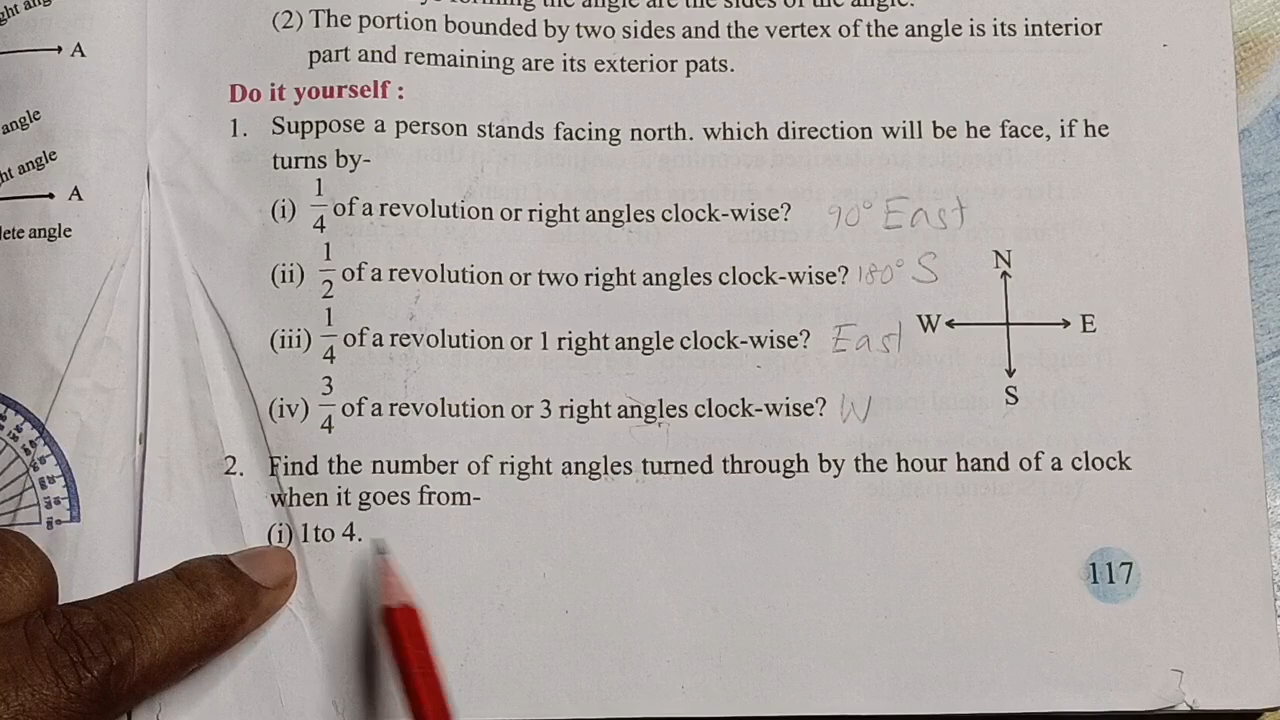 ght ang
A
angle
ht angle
A
lete angle
(2) The portion bounded by two sides and the vertex of the angle is its interior
part and remaining are its exterior pats.
Do it yourself :
1. Suppose a person stands facing north. which direction will be he face, if he
turns by-
(i) 1/4 of a revolution or right angles clock-wise? 90° East
(ii) 1/2 of a revolution or two right angles clock-wise? 180° S
(iii) 1/4 of a revolution or 1 right angle clock-wise? East
(iv) 3/4 of a revolution or 3 right angles clock-wise? W
N
W E
S
2. Find the number of right angles turned through by the hour hand of a clock
when it goes from-
(i) 1to 4.
117